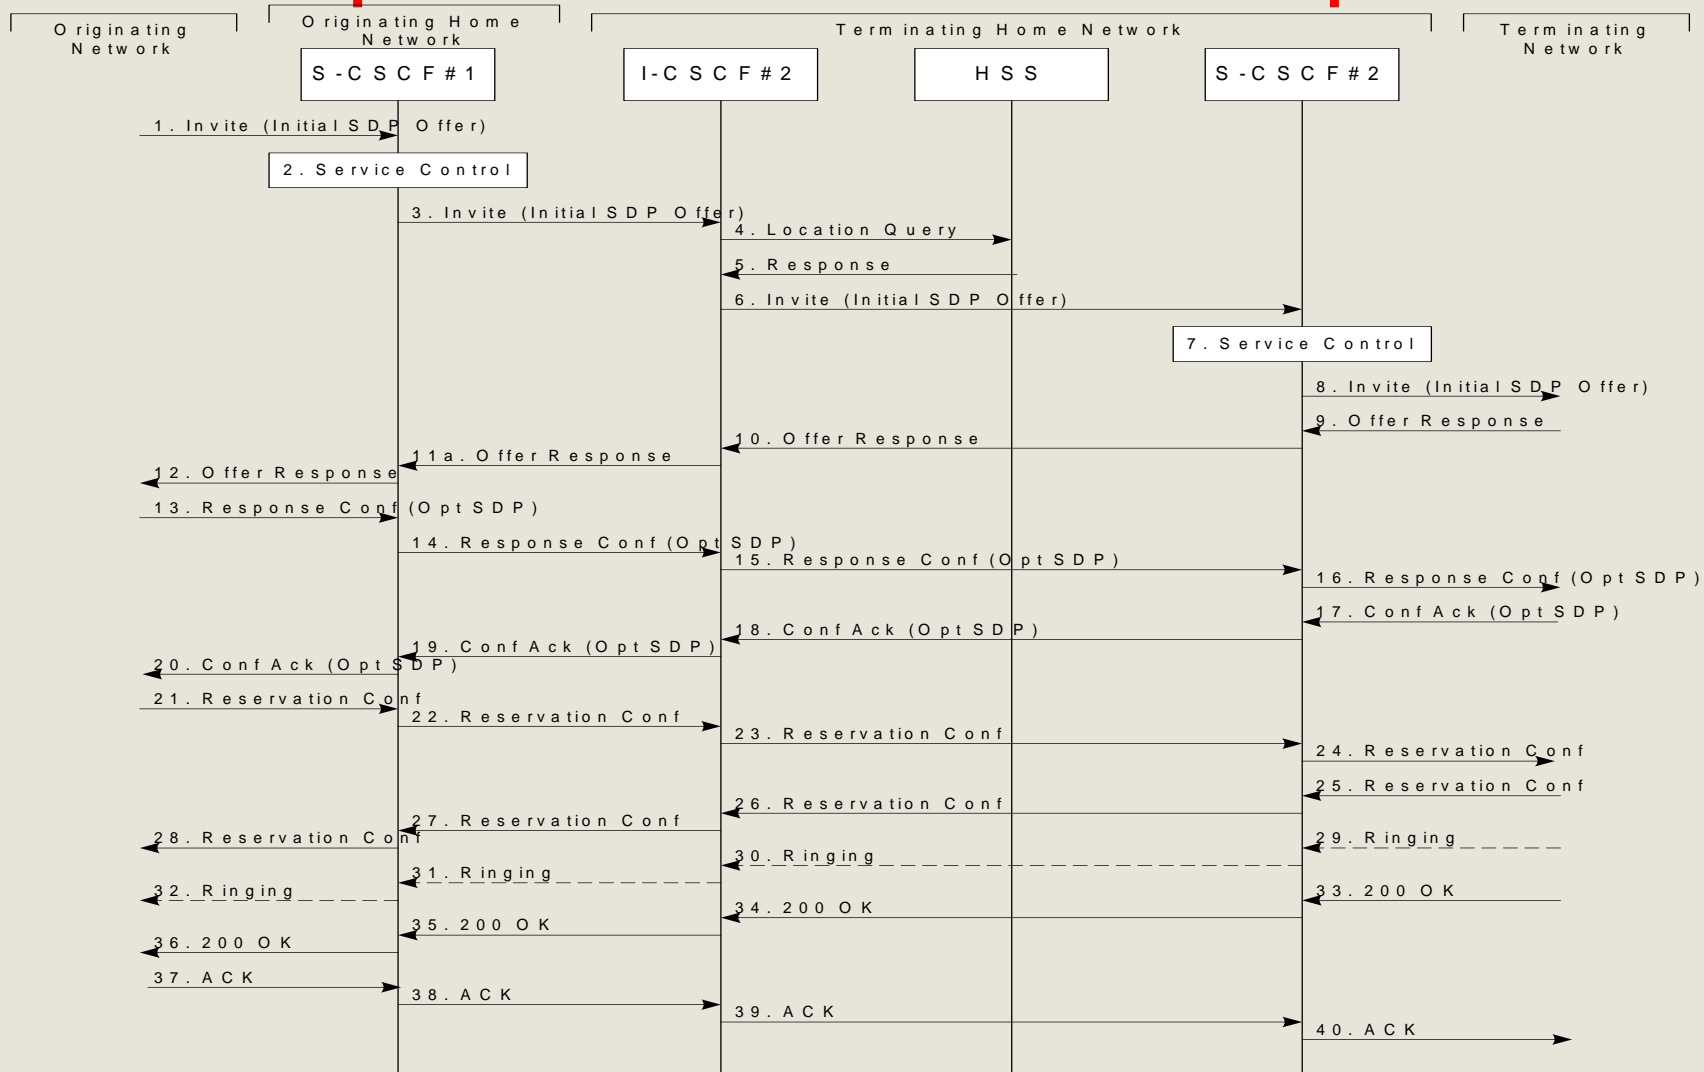 Originating
Network
Originating Home
Network
Terminating Home Network
Terminating
Network
S-CSCF#1
I-CSCF#2
HSS
S-CSCF#2
1. Invite (Initial SDP Offer)
2. Service Control
3. Invite (Initial SDP Offer)
4. Location Query
5. Response
6. Invite (Initial SDP Offer)
7. Service Control
8. Invite (Initial SDP Offer)
9. Offer Response
10. Offer Response
11a. Offer Response
12. Offer Response
13. Response Conf (Opt SDP)
14. Response Conf (Opt SDP)
15. Response Conf (Opt SDP)
16. Response Conf (Opt SDP)
17. Conf Ack (Opt SDP)
18. Conf Ack (Opt SDP)
19. Conf Ack (Opt SDP)
20. Conf Ack (Opt SDP)
21. Reservation Conf
22. Reservation Conf
23. Reservation Conf
24. Reservation Conf
25. Reservation Conf
26. Reservation Conf
27. Reservation Conf
28. Reservation Conf
29. Ringing
30. Ringing
31. Ringing
32. Ringing
33. 200 OK
34. 200 OK
35. 200 OK
36. 200 OK
37. ACK
38. ACK
39. ACK
40. ACK